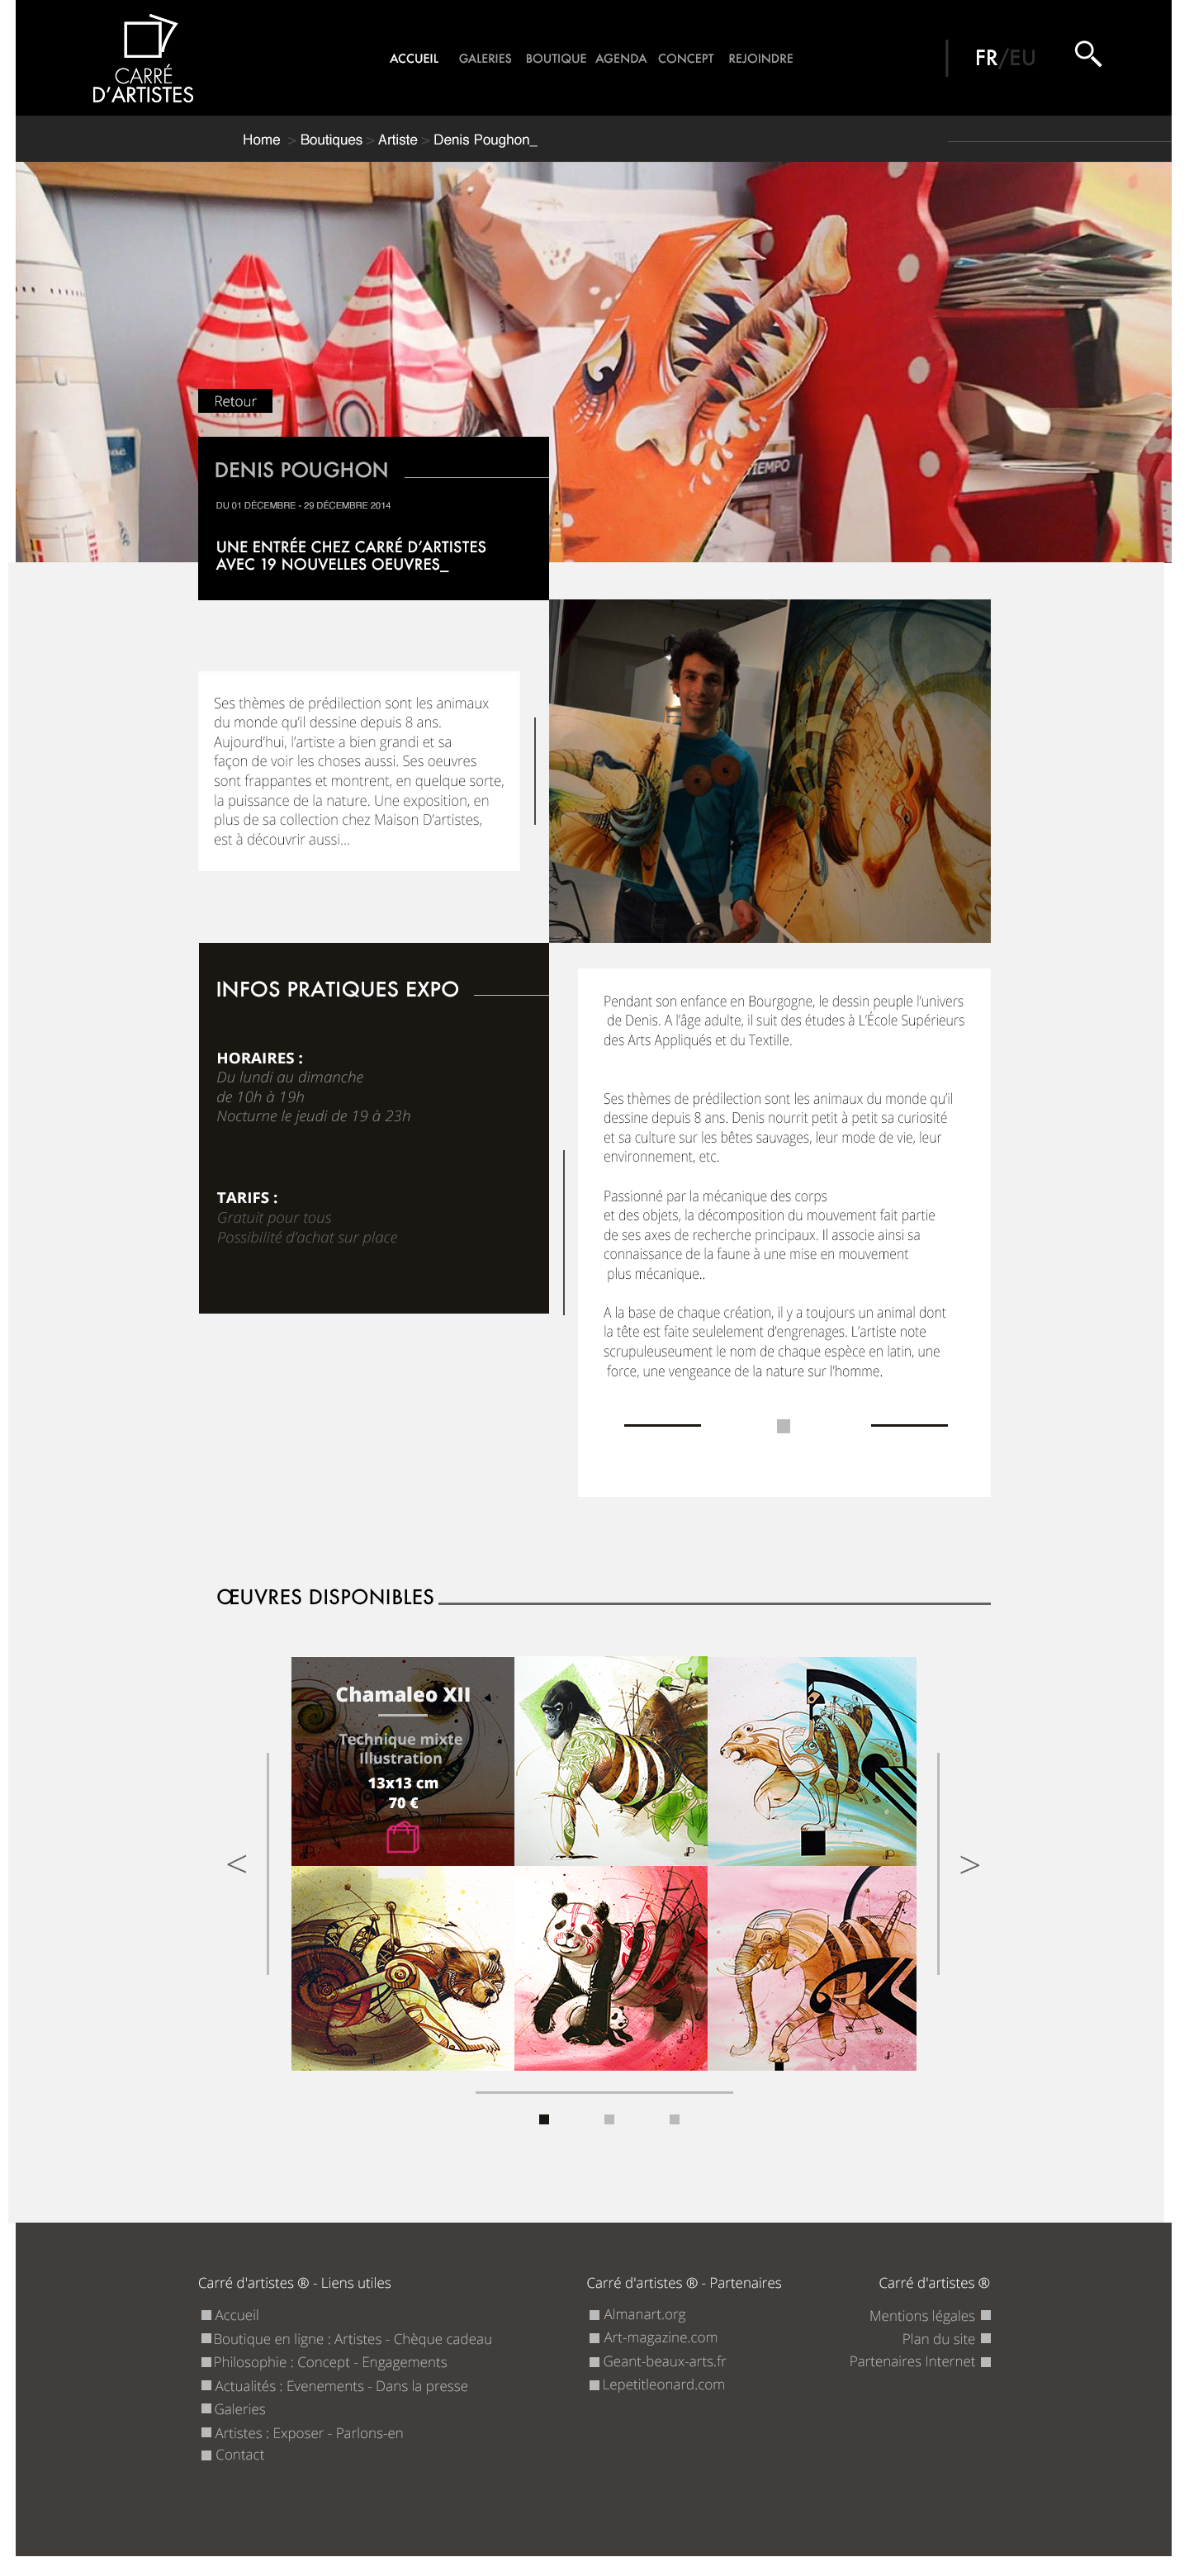 CARRÉ
D'ARTISTES
ACCUEIL GALERIES BOUTIQUE AGENDA CONCEPT REJOINDRE
FR/EU
Home > Boutiques > Artiste > Denis Poughon_
TIEMPO
Retour
DENIS POUGHON
DU 01 DÉCEMBRE - 29 DÉCEMBRE 2014
UNE ENTRÉE CHEZ CARRÉ D'ARTISTES
AVEC 19 NOUVELLES OEUVRES_
Ses thèmes de prédilection sont les animaux
du monde qu'il dessine depuis 8 ans.
Aujourd'hui, l'artiste a bien grandi et sa
façon de voir les choses aussi. Ses oeuvres
sont frappantes et montrent, en quelque sorte,
la puissance de la nature. Une exposition, en
plus de sa collection chez Maison D'artistes,
est à découvrir aussi...
INFOS PRATIQUES EXPO
HORAIRES :
Du lundi au dimanche
de 10h à 19h
Nocturne le jeudi de 19 à 23h
TARIFS :
Gratuit pour tous
Possibilité d'achat sur place
Pendant son enfance en Bourgogne, le dessin peuple l'univers
de Denis. A l'âge adulte, il suit des études à L'École Supérieurs
des Arts Appliqués et du Textille.
Ses thèmes de prédilection sont les animaux du monde qu'il
dessine depuis 8 ans. Denis nourrit petit à petit sa curiosité
et sa culture sur les bêtes sauvages, leur mode de vie, leur
environnement, etc.
Passionné par la mécanique des corps
et des objets, la décomposition du mouvement fait partie
de ses axes de recherche principaux. Il associe ainsi sa
connaissance de la faune à une mise en mouvement
plus mécanique..
A la base de chaque création, il y a toujours un animal dont
la tête est faite seulelement d'engrenages. L'artiste note
scrupuleuseument le nom de chaque espèce en latin, une
force, une vengeance de la nature sur l'homme.
ŒUVRES DISPONIBLES
Chamaleo XII
Technique mixte
Illustration
13x13 cm
70 €
< >
Carré d'artistes ® - Liens utiles
Accueil
Boutique en ligne : Artistes - Chèque cadeau
Philosophie : Concept - Engagements
Actualités : Evenements - Dans la presse
Galeries
Artistes : Exposer - Parlons-en
Contact
Carré d'artistes ® - Partenaires
Almanart.org
Art-magazine.com
Geant-beaux-arts.fr
Lepetitleonard.com
Carré d'artistes ®
Mentions légales
Plan du site
Partenaires Internet